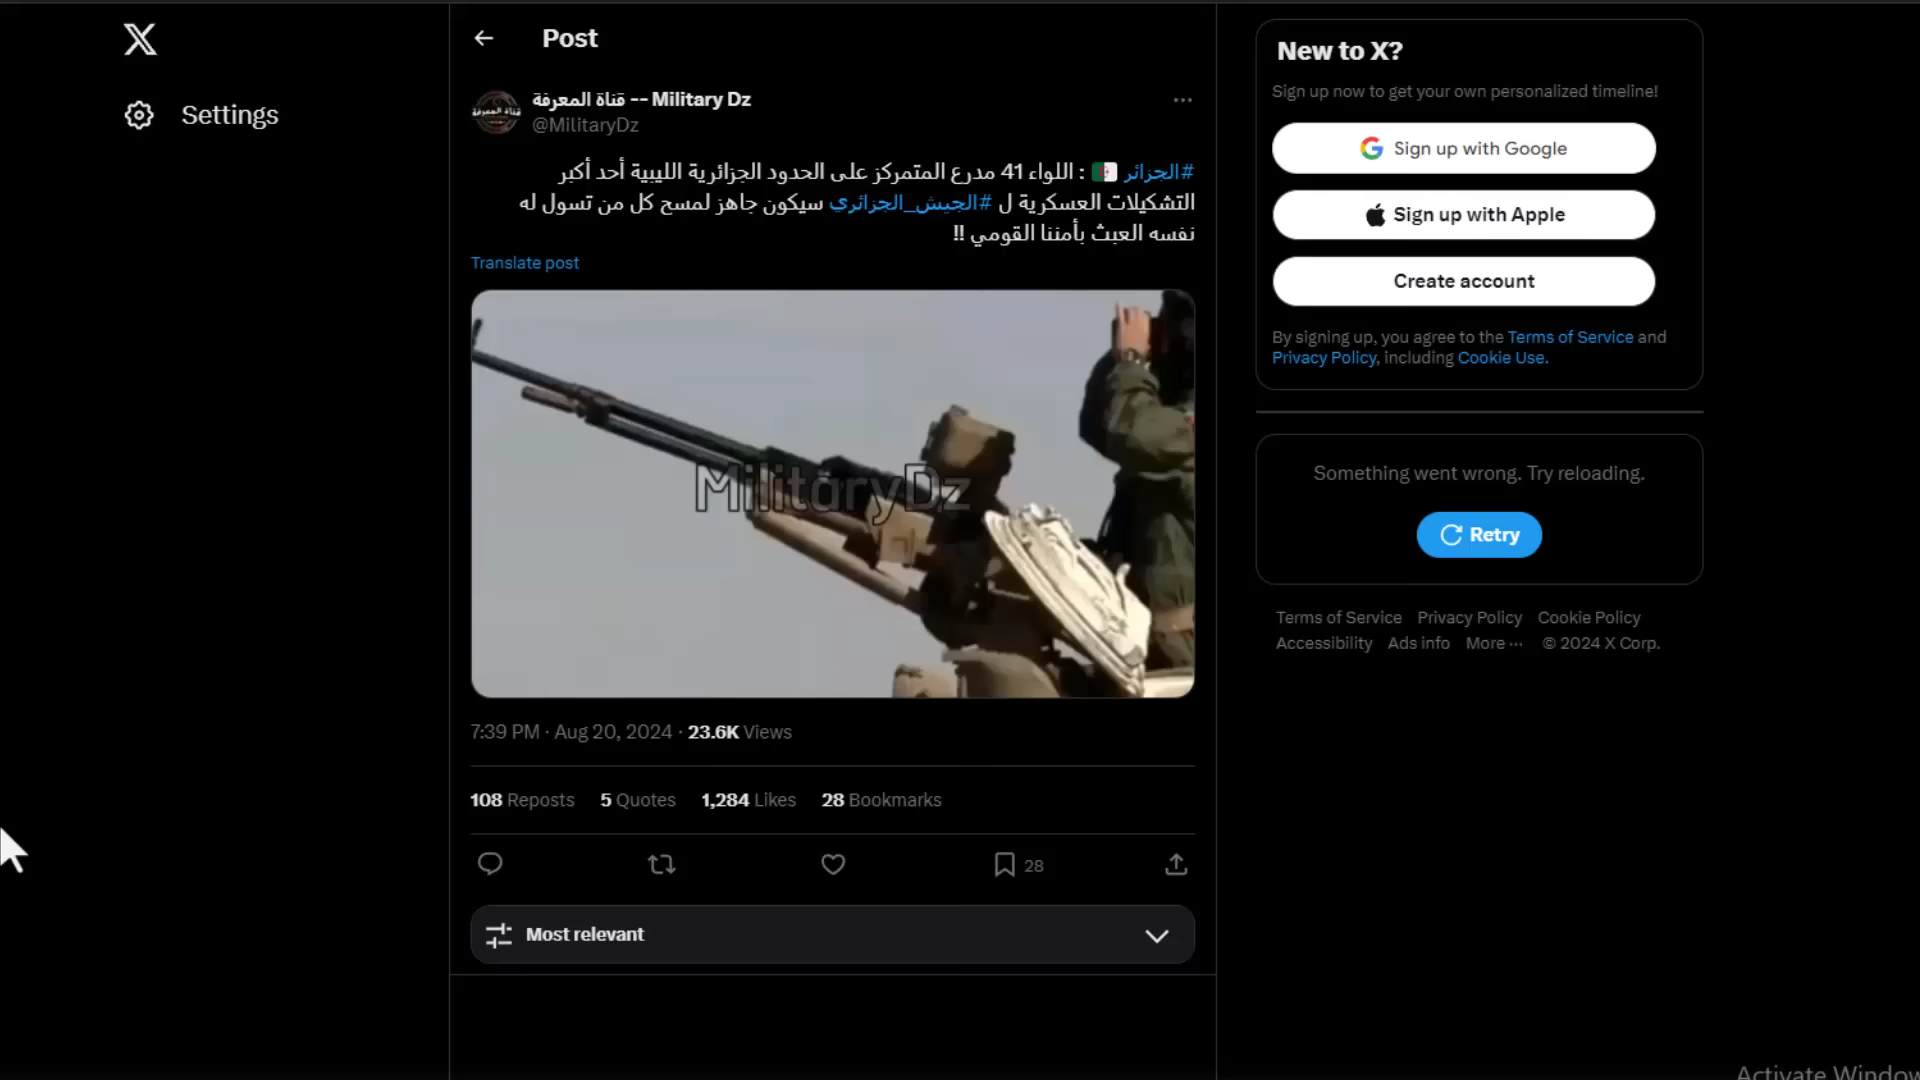 Post
Settings
قناة المعرفة -- Military Dz
@MilitaryDz
#الجزائر 🇩🇿 : اللواء 41 مدرع المتمركز على الحدود الجزائرية الليبية أحد أكبر
التشكيلات العسكرية ل #الجيش_الجزائري سيكون جاهز لمسح كل من تسول له
نفسه العبث بأمننا القومي !!
Translate post
قناة المعرفة
MilitaryDz
7:39 PM · Aug 20, 2024 · 23.6K Views
108 Reposts 5 Quotes 1,284 Likes 28 Bookmarks
28
Most relevant
New to X?
Sign up now to get your own personalized timeline!
Sign up with Google
Sign up with Apple
Create account
By signing up, you agree to the Terms of Service and
Privacy Policy, including Cookie Use.
Something went wrong. Try reloading.
Retry
Terms of Service Privacy Policy Cookie Policy
Accessibility Ads info More ··· © 2024 X Corp.
Activate